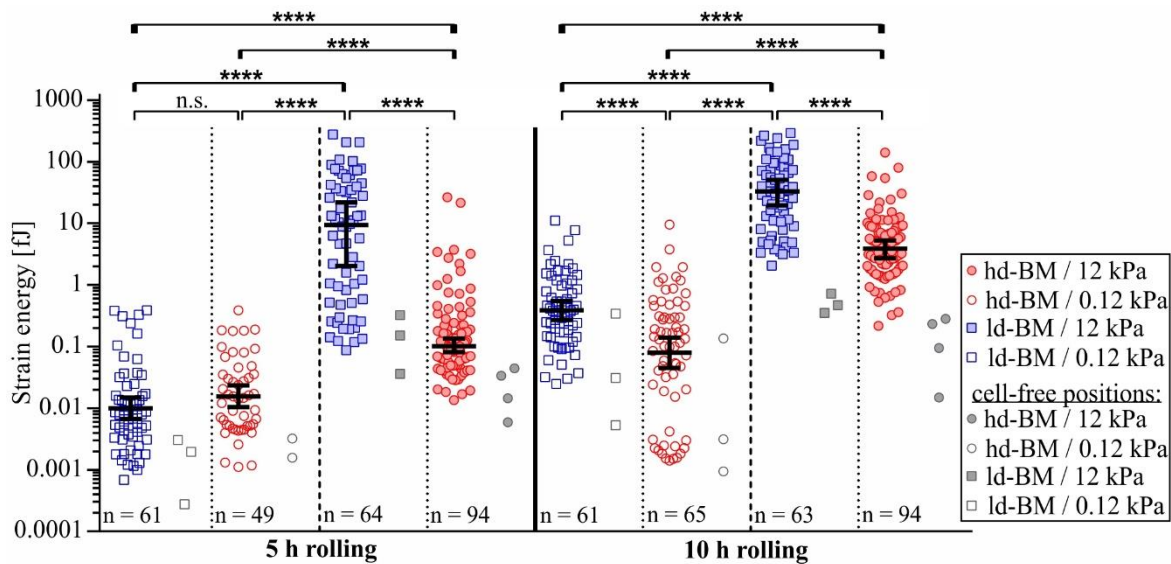 ****
****
****
****
****
****
n.s.
****
****
****
****
****
1000
100
10
1
0.1
0.01
0.001
0.0001
Strain energy [fJ]
n = 61
n = 49
n = 64
n = 94
n = 61
n = 65
n = 63
n = 94
5 h rolling
10 h rolling
hd-BM / 12 kPa
hd-BM / 0.12 kPa
ld-BM / 12 kPa
ld-BM / 0.12 kPa
cell-free positions:
hd-BM / 12 kPa
hd-BM / 0.12 kPa
ld-BM / 12 kPa
ld-BM / 0.12 kPa